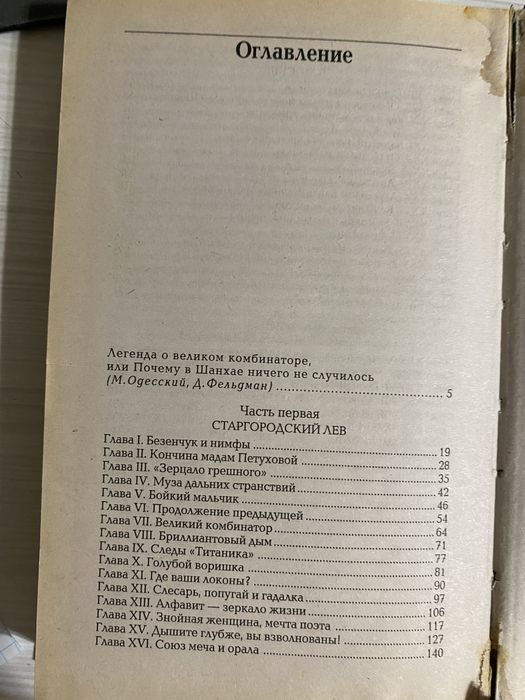 Оглавление
Легенда о великом комбинаторе,
или Почему в Шанхае ничего не случилось
(М.Одесский, Д.Фельдман) 5
Часть первая
СТАРГОРОДСКИЙ ЛЕВ
Глава I. Безенчук и нимфы 19
Глава II. Кончина мадам Петуховой 28
Глава III. «Зерцало грешного» 35
Глава IV. Муза дальних странствий 42
Глава V. Бойкий мальчик 46
Глава VI. Продолжение предыдущей 54
Глава VII. Великий комбинатор 64
Глава VIII. Бриллиантовый дым 71
Глава IX. Следы «Титаника» 77
Глава X. Голубой воришка 81
Глава XI. Где ваши локоны? 90
Глава XII. Слесарь, попугай и гадалка 97
Глава XIII. Алфавит — зеркало жизни 106
Глава XIV. Знойная женщина, мечта поэта 117
Глава XV. Дышите глубже, вы взволнованы! 127
Глава XVI. Союз меча и орала 140